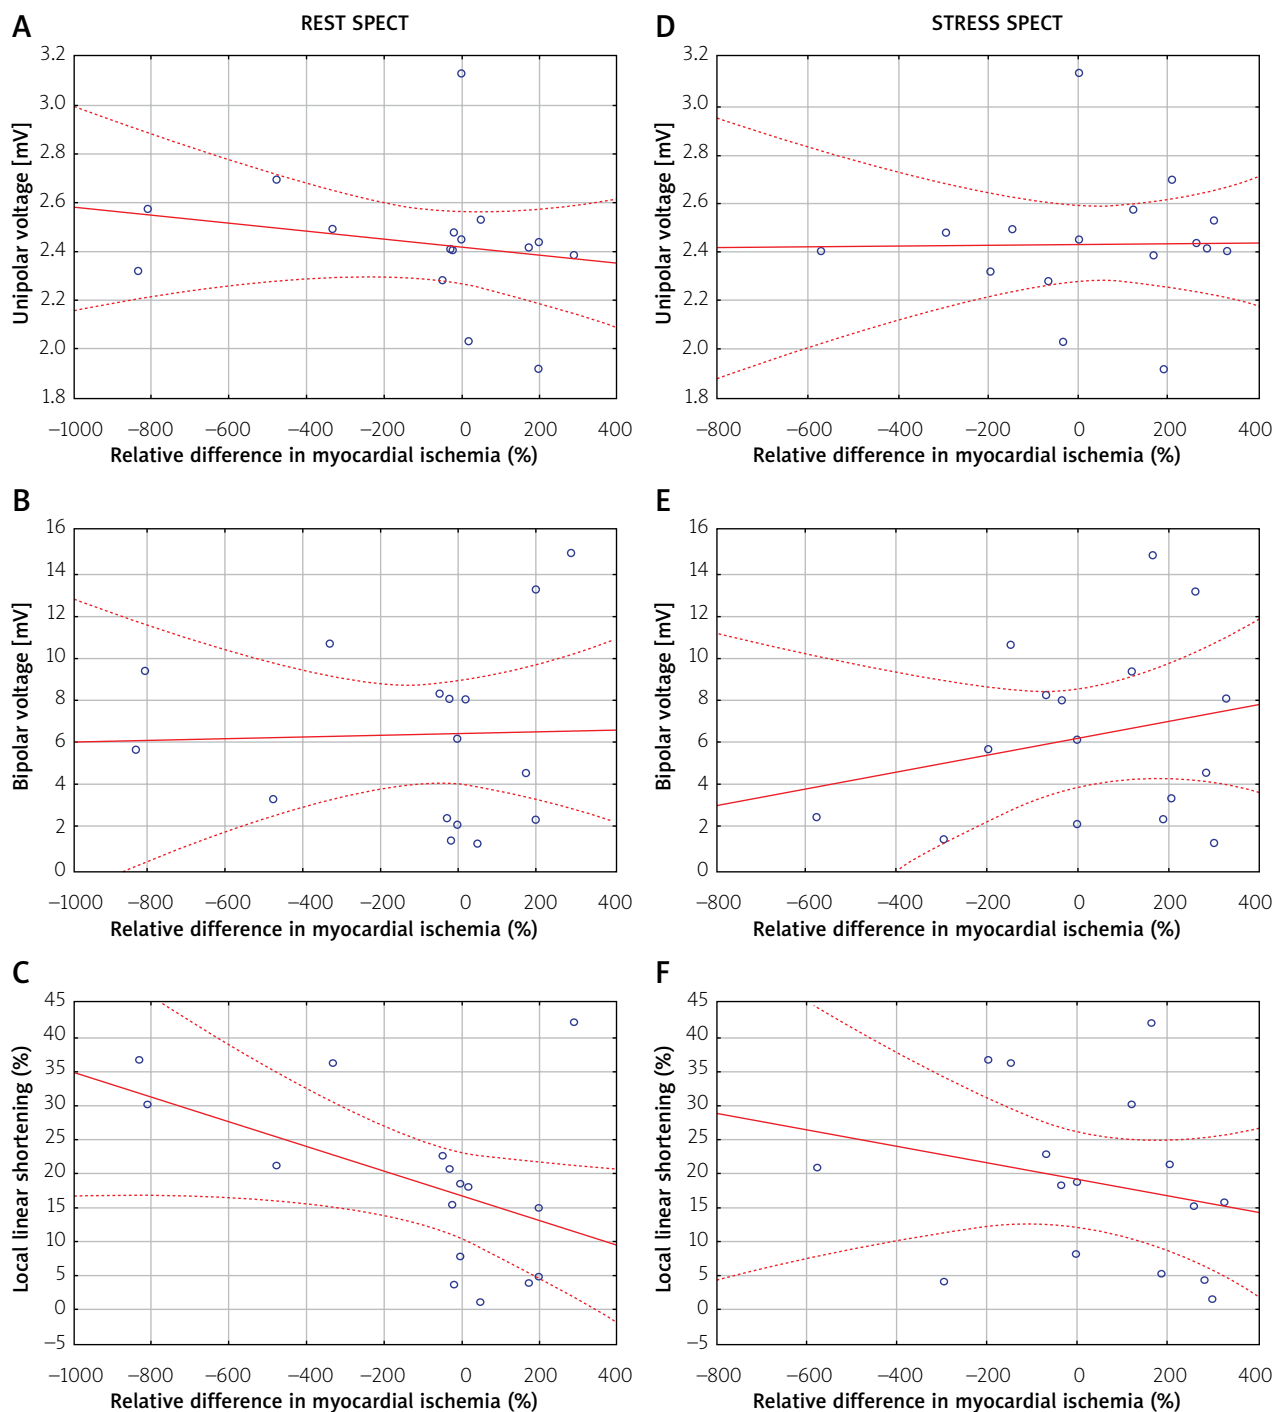 A
REST SPECT
Unipolar voltage [mV]
3.2
3.0
2.8
2.6
2.4
2.2
2.0
1.8
–1000 –800 –600 –400 –200 0 200 400
Relative difference in myocardial ischemia (%)
D
STRESS SPECT
Unipolar voltage [mV]
3.2
3.0
2.8
2.6
2.4
2.2
2.0
1.8
–800 –600 –400 –200 0 200 400
Relative difference in myocardial ischemia (%)
B
Bipolar voltage [mV]
16
14
12
10
8
6
4
2
0
–1000 –800 –600 –400 –200 0 200 400
Relative difference in myocardial ischemia (%)
E
Bipolar voltage [mV]
16
14
12
10
8
6
4
2
0
–800 –600 –400 –200 0 200 400
Relative difference in myocardial ischemia (%)
C
Local linear shortening (%)
45
40
35
30
25
20
15
10
5
0
–5
–1000 –800 –600 –400 –200 0 200 400
Relative difference in myocardial ischemia (%)
F
Local linear shortening (%)
45
40
35
30
25
20
15
10
5
0
–5
–800 –600 –400 –200 0 200 400
Relative difference in myocardial ischemia (%)